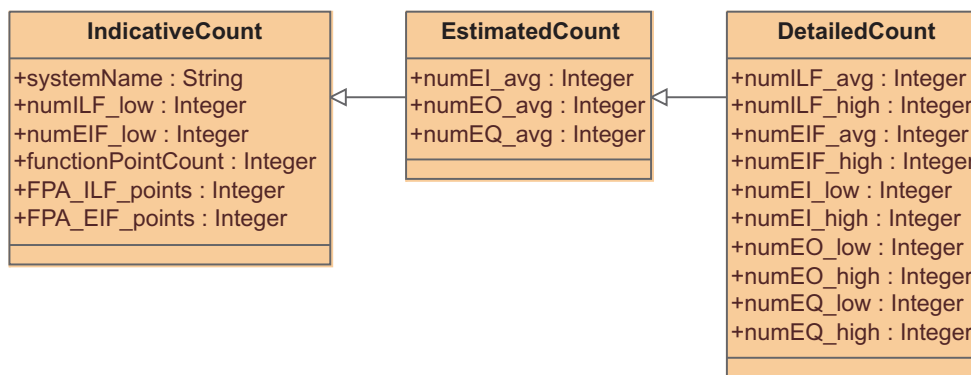 IndicativeCount
+systemName : String
+numILF_low : Integer
+numEIF_low : Integer
+functionPointCount : Integer
+FPA_ILF_points : Integer
+FPA_EIF_points : Integer
EstimatedCount
+numEI_avg : Integer
+numEO_avg : Integer
+numEQ_avg : Integer
DetailedCount
+numILF_avg : Integer
+numILF_high : Integer
+numEIF_avg : Integer
+numEIF_high : Integer
+numEI_low : Integer
+numEI_high : Integer
+numEO_low : Integer
+numEO_high : Integer
+numEQ_low : Integer
+numEQ_high : Integer